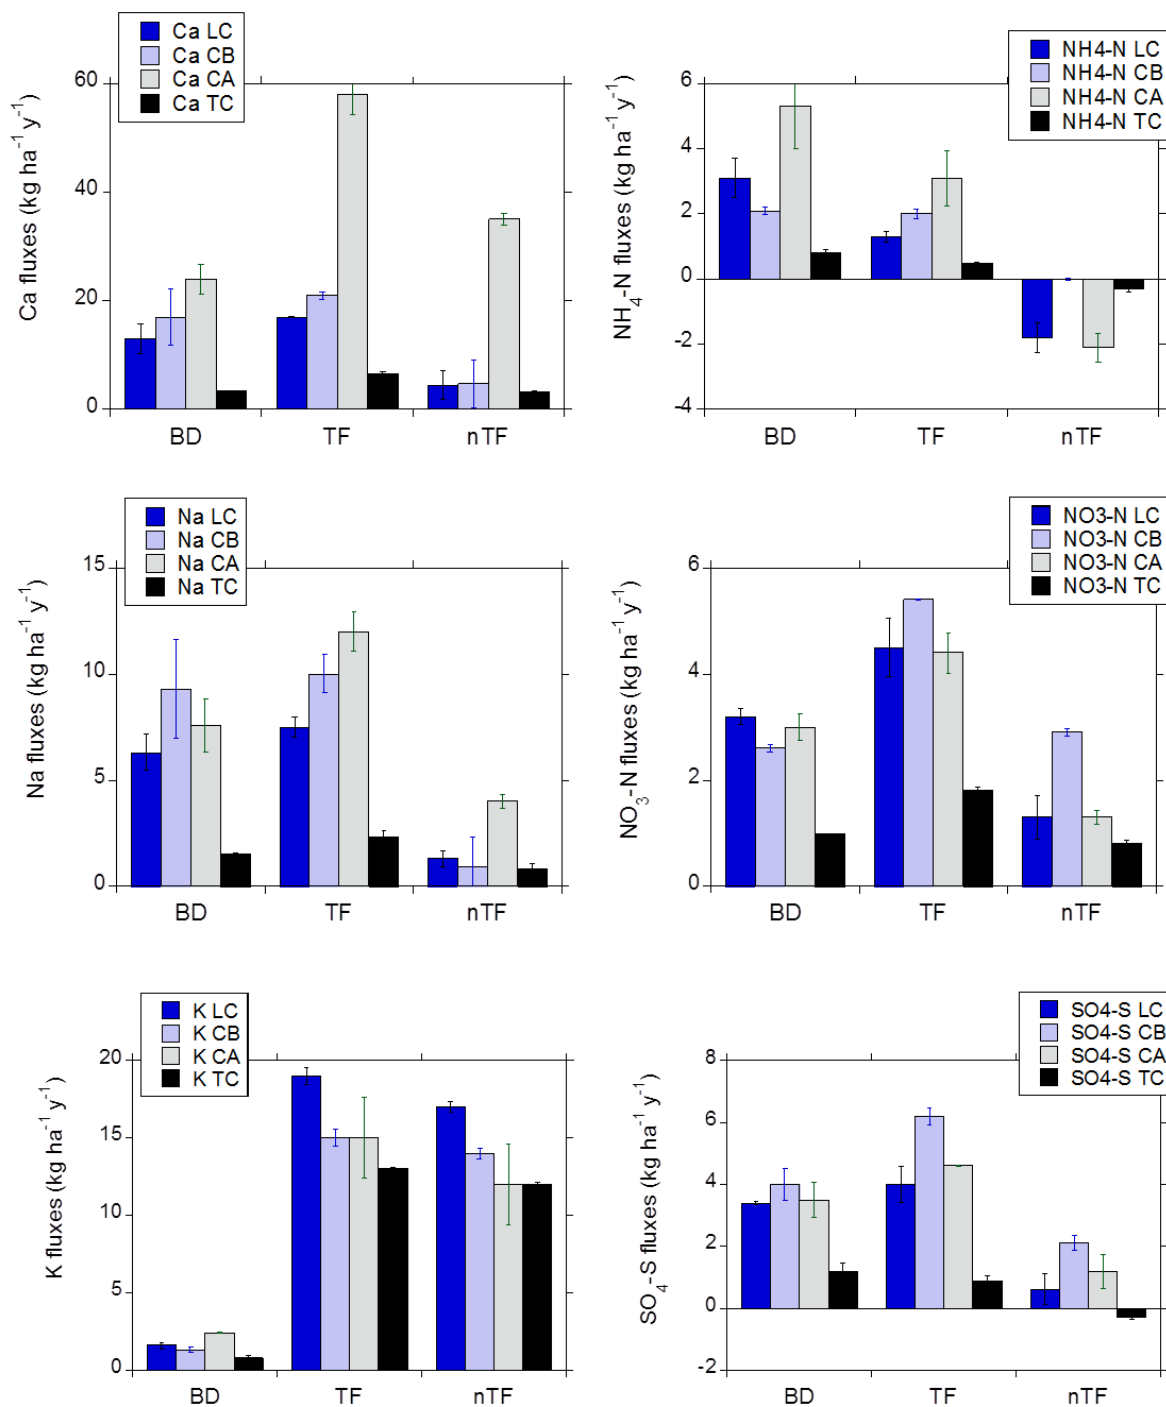 Ca LC
Ca CB
Ca CA
Ca TC
Ca fluxes (kg ha⁻¹ y⁻¹)
60
40
20
0
BD TF nTF
NH4-N LC
NH4-N CB
NH4-N CA
NH4-N TC
NH₄-N fluxes (kg ha⁻¹ y⁻¹)
6
4
2
0
-2
-4
BD TF nTF
Na LC
Na CB
Na CA
Na TC
Na fluxes (kg ha⁻¹ y⁻¹)
15
10
5
0
BD TF nTF
NO3-N LC
NO3-N CB
NO3-N CA
NO3-N TC
NO₃-N fluxes (kg ha⁻¹ y⁻¹)
6
4
2
0
BD TF nTF
K LC
K CB
K CA
K TC
K fluxes (kg ha⁻¹ y⁻¹)
20
15
10
5
0
BD TF nTF
SO4-S LC
SO4-S CB
SO4-S CA
SO4-S TC
SO₄-S fluxes (kg ha⁻¹ y⁻¹)
8
6
4
2
0
-2
BD TF nTF